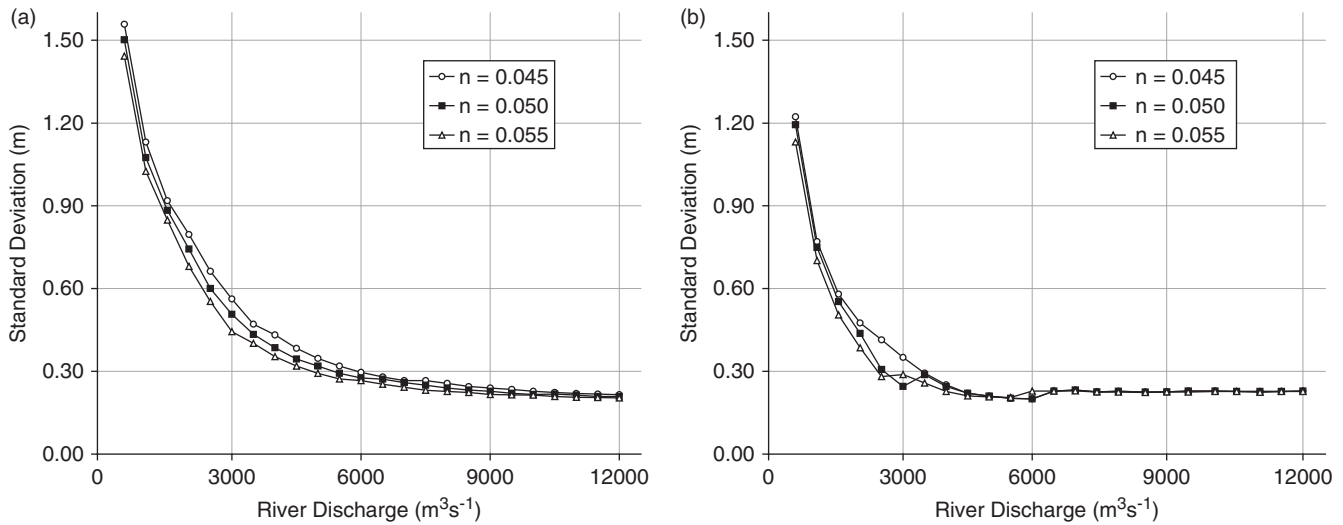 (a)
1.50
1.20
0.90
0.60
0.30
0.00
Standard Deviation (m)
n = 0.045
n = 0.050
n = 0.055
0 3000 6000 9000 12000
River Discharge (m³s⁻¹)
(b)
1.50
1.20
0.90
0.60
0.30
0.00
Standard Deviation (m)
n = 0.045
n = 0.050
n = 0.055
0 3000 6000 9000 12000
River Discharge (m³s⁻¹)